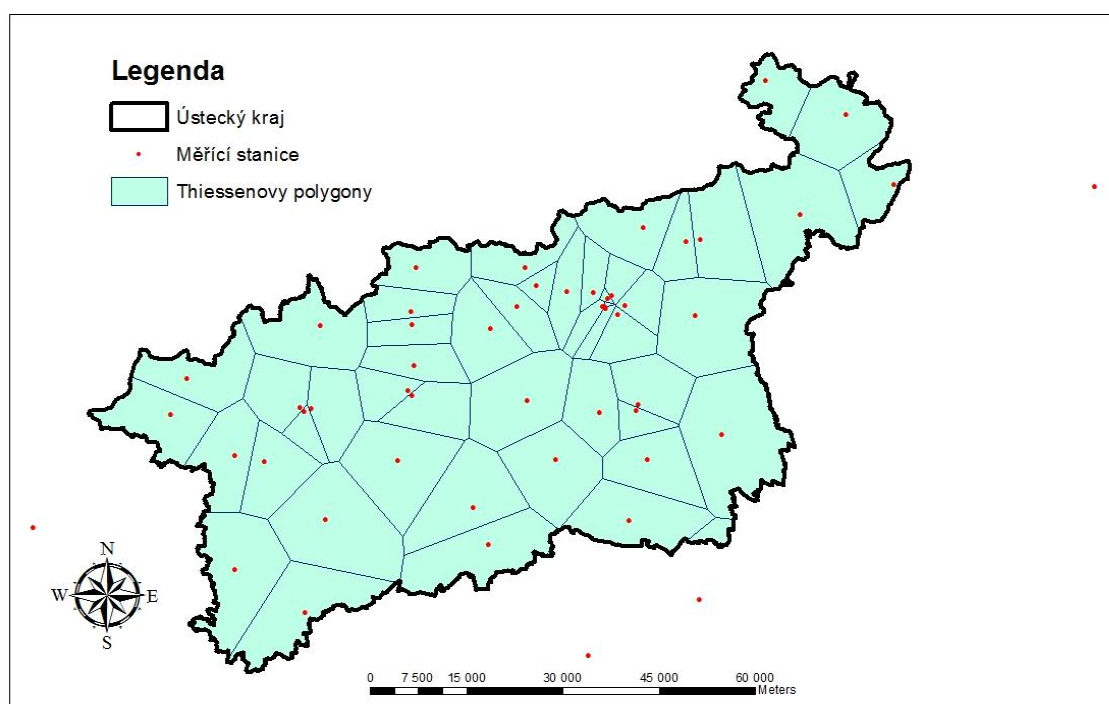 Legenda
Ústecký kraj
Měřící stanice
Thiessenovy polygony
N
W E
S
0 7 500 15 000 30 000 45 000 60 000
Meters